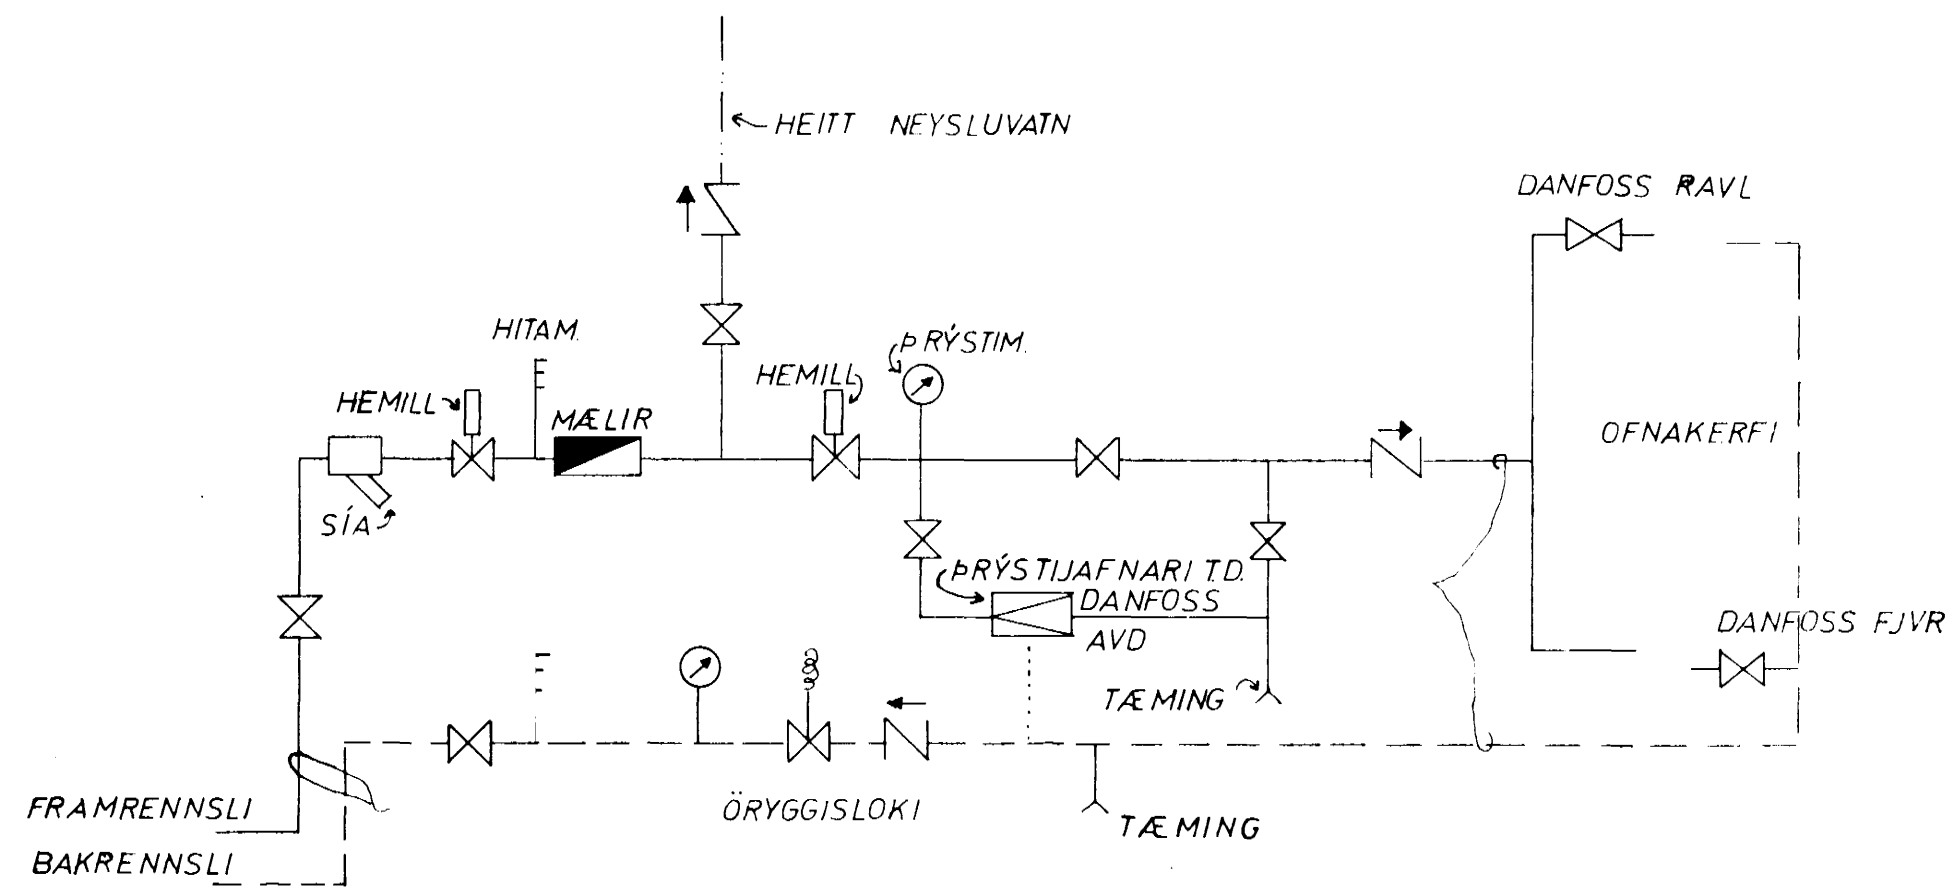 HEITT NEYSLUVATN
DANFOSS RAVL
HITAM.
ÞRÝSTIM.
HEMILL
HEMILL
MÆLIR
OFNAKERFI
SÍA
ÞRÝSTIJAFNARI T.D.
DANFOSS
AVD
DANFOSS FJVR
TÆMING
FRAMRENNSLI
ÖRYGGISLOKI
TÆMING
BAKRENNSLI